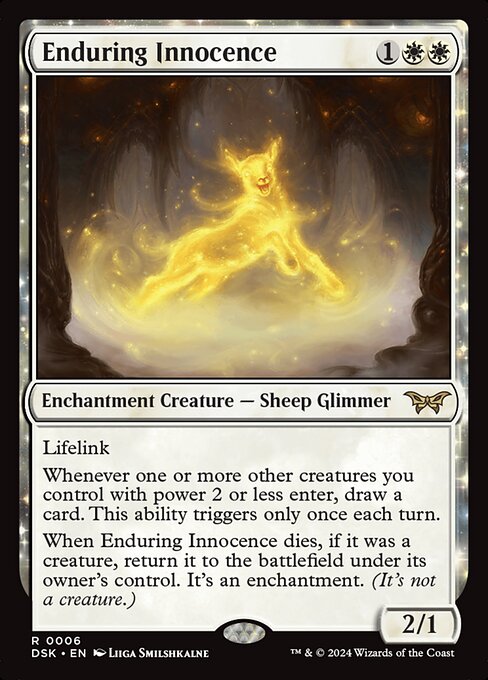 Enduring Innocence 1
Enchantment Creature — Sheep Glimmer
Lifelink
Whenever one or more other creatures you
control with power 2 or less enter, draw a
card. This ability triggers only once each turn.
When Enduring Innocence dies, if it was a
creature, return it to the battlefield under its
owner's control. It's an enchantment. (It's not
a creature.)
2/1
R 0006
DSK • EN Liiga Smilshkalne
™ & © 2024 Wizards of the Coast